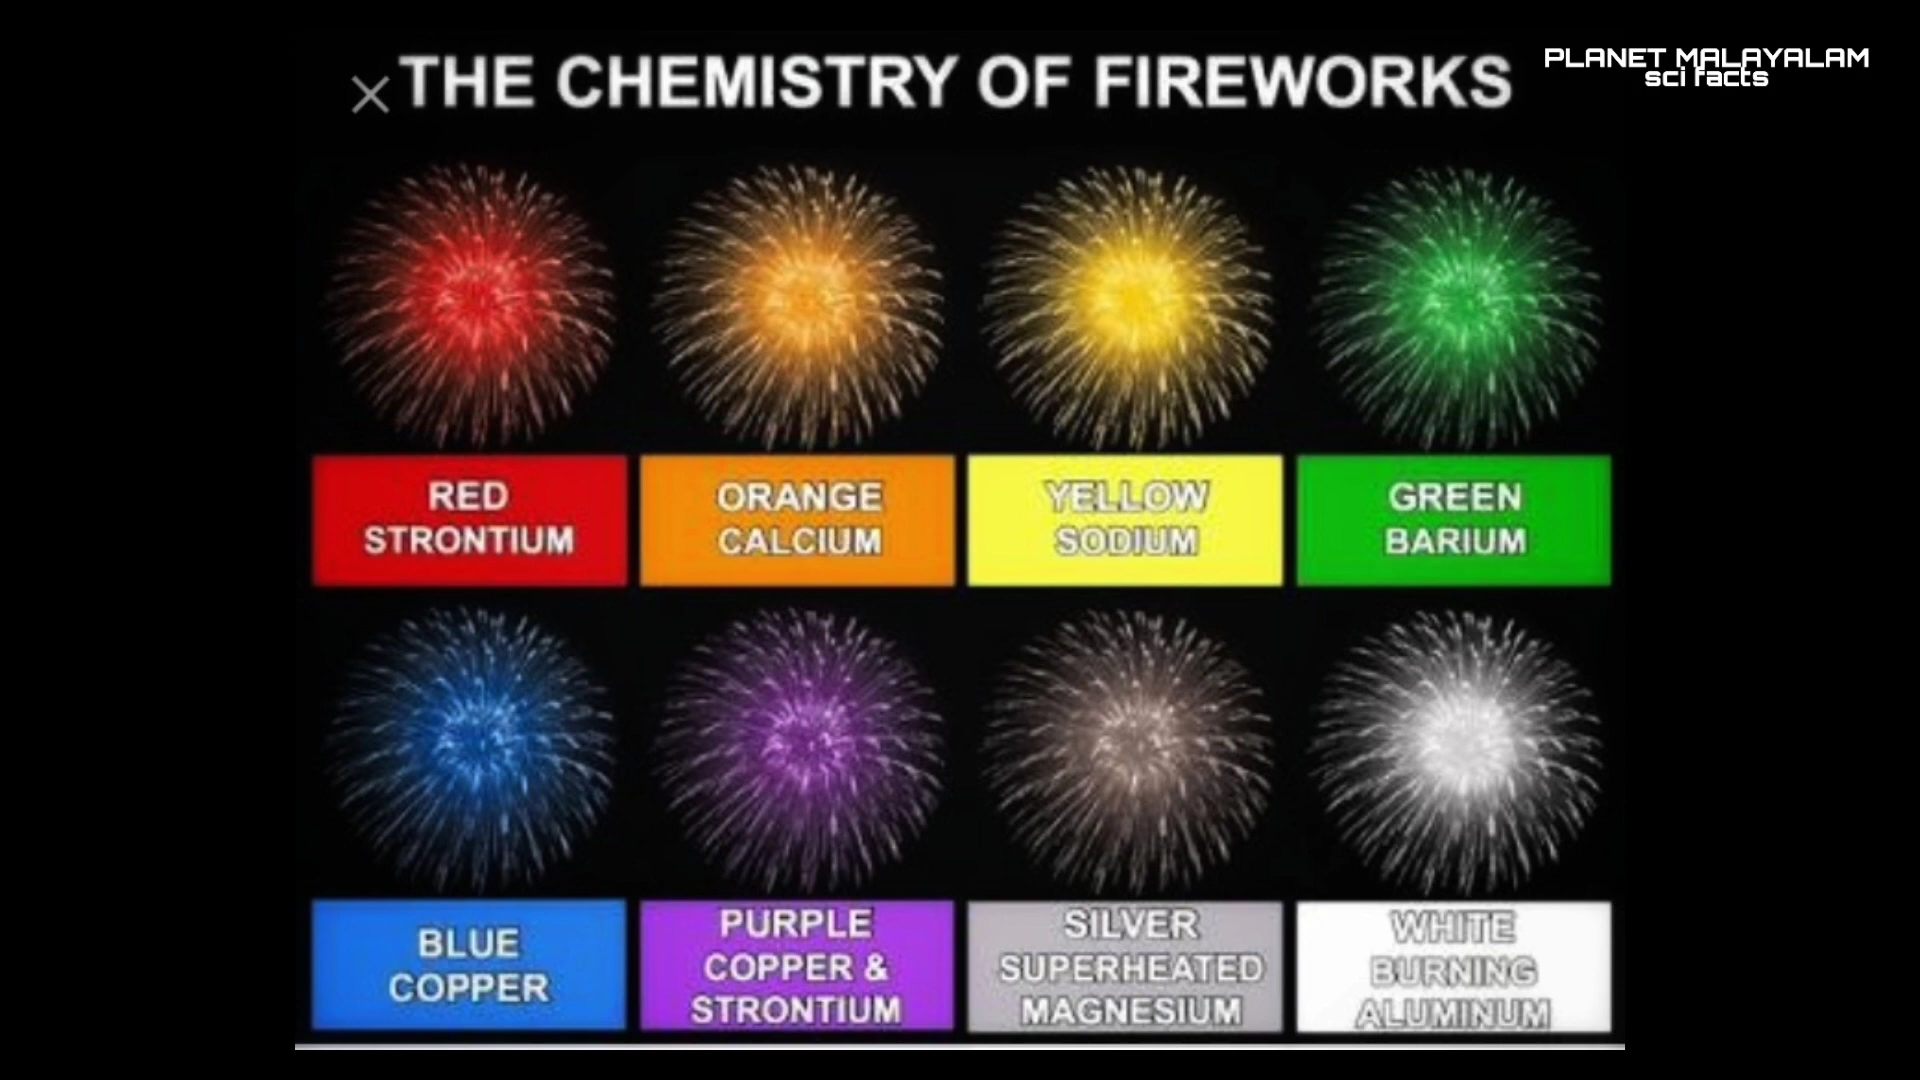 THE CHEMISTRY OF FIREWORKS
PLANET MALAYALAM
sci facts
RED
STRONTIUM
ORANGE
CALCIUM
YELLOW
SODIUM
GREEN
BARIUM
BLUE
COPPER
PURPLE
COPPER &
STRONTIUM
SILVER
SUPERHEATED
MAGNESIUM
WHITE
BURNING
ALUMINUM